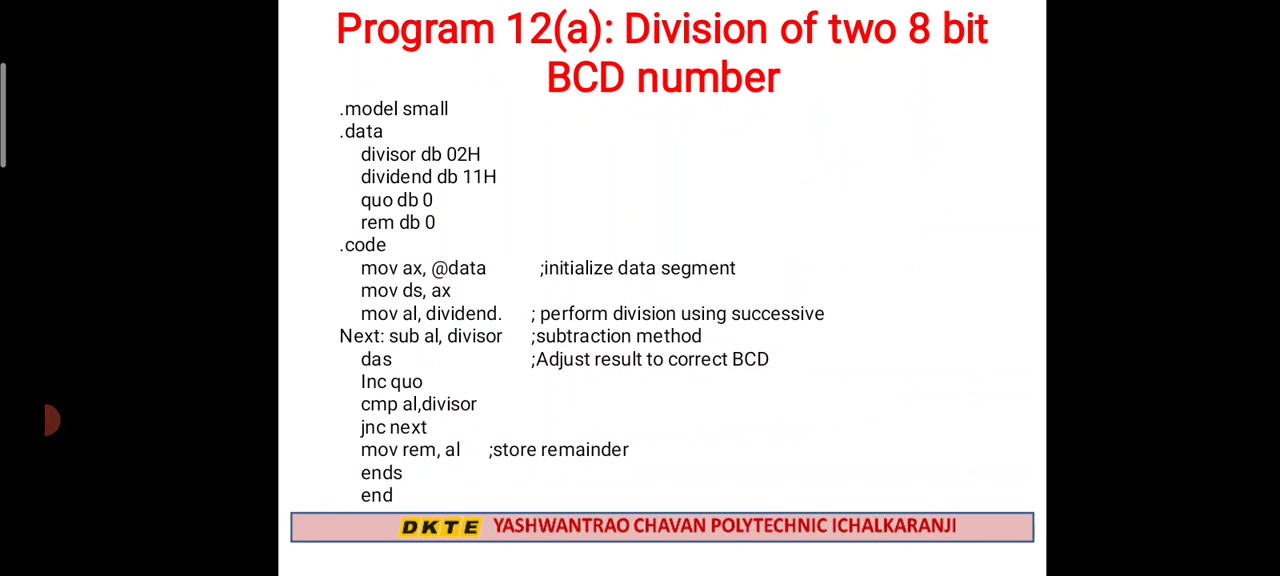 Program 12(a): Division of two 8 bit
BCD number
.model small
.data
divisor db 02H
dividend db 11H
quo db 0
rem db 0
.code
mov ax, @data ;initialize data segment
mov ds, ax
mov al, dividend. ; perform division using successive
Next: sub al, divisor ;subtraction method
das ;Adjust result to correct BCD
Inc quo
cmp al,divisor
jnc next
mov rem, al ;store remainder
ends
end
DKTE YASHWANTRAO CHAVAN POLYTECHNIC ICHALKARANJI